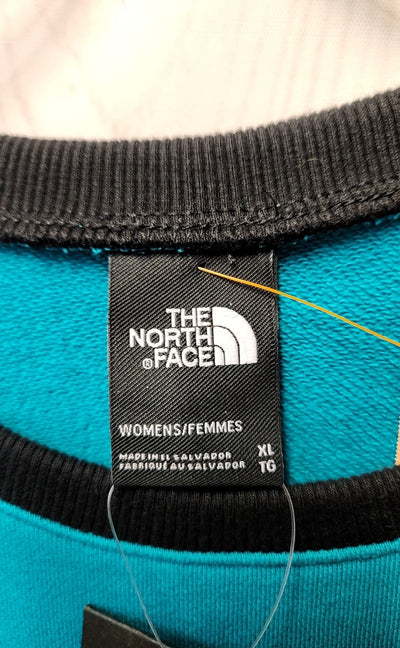 THE
NORTH
®FACE
WOMENS/FEMMES
MADE IN EL SALVADOR XL
FABRIQUÉ AU SALVADOR TG